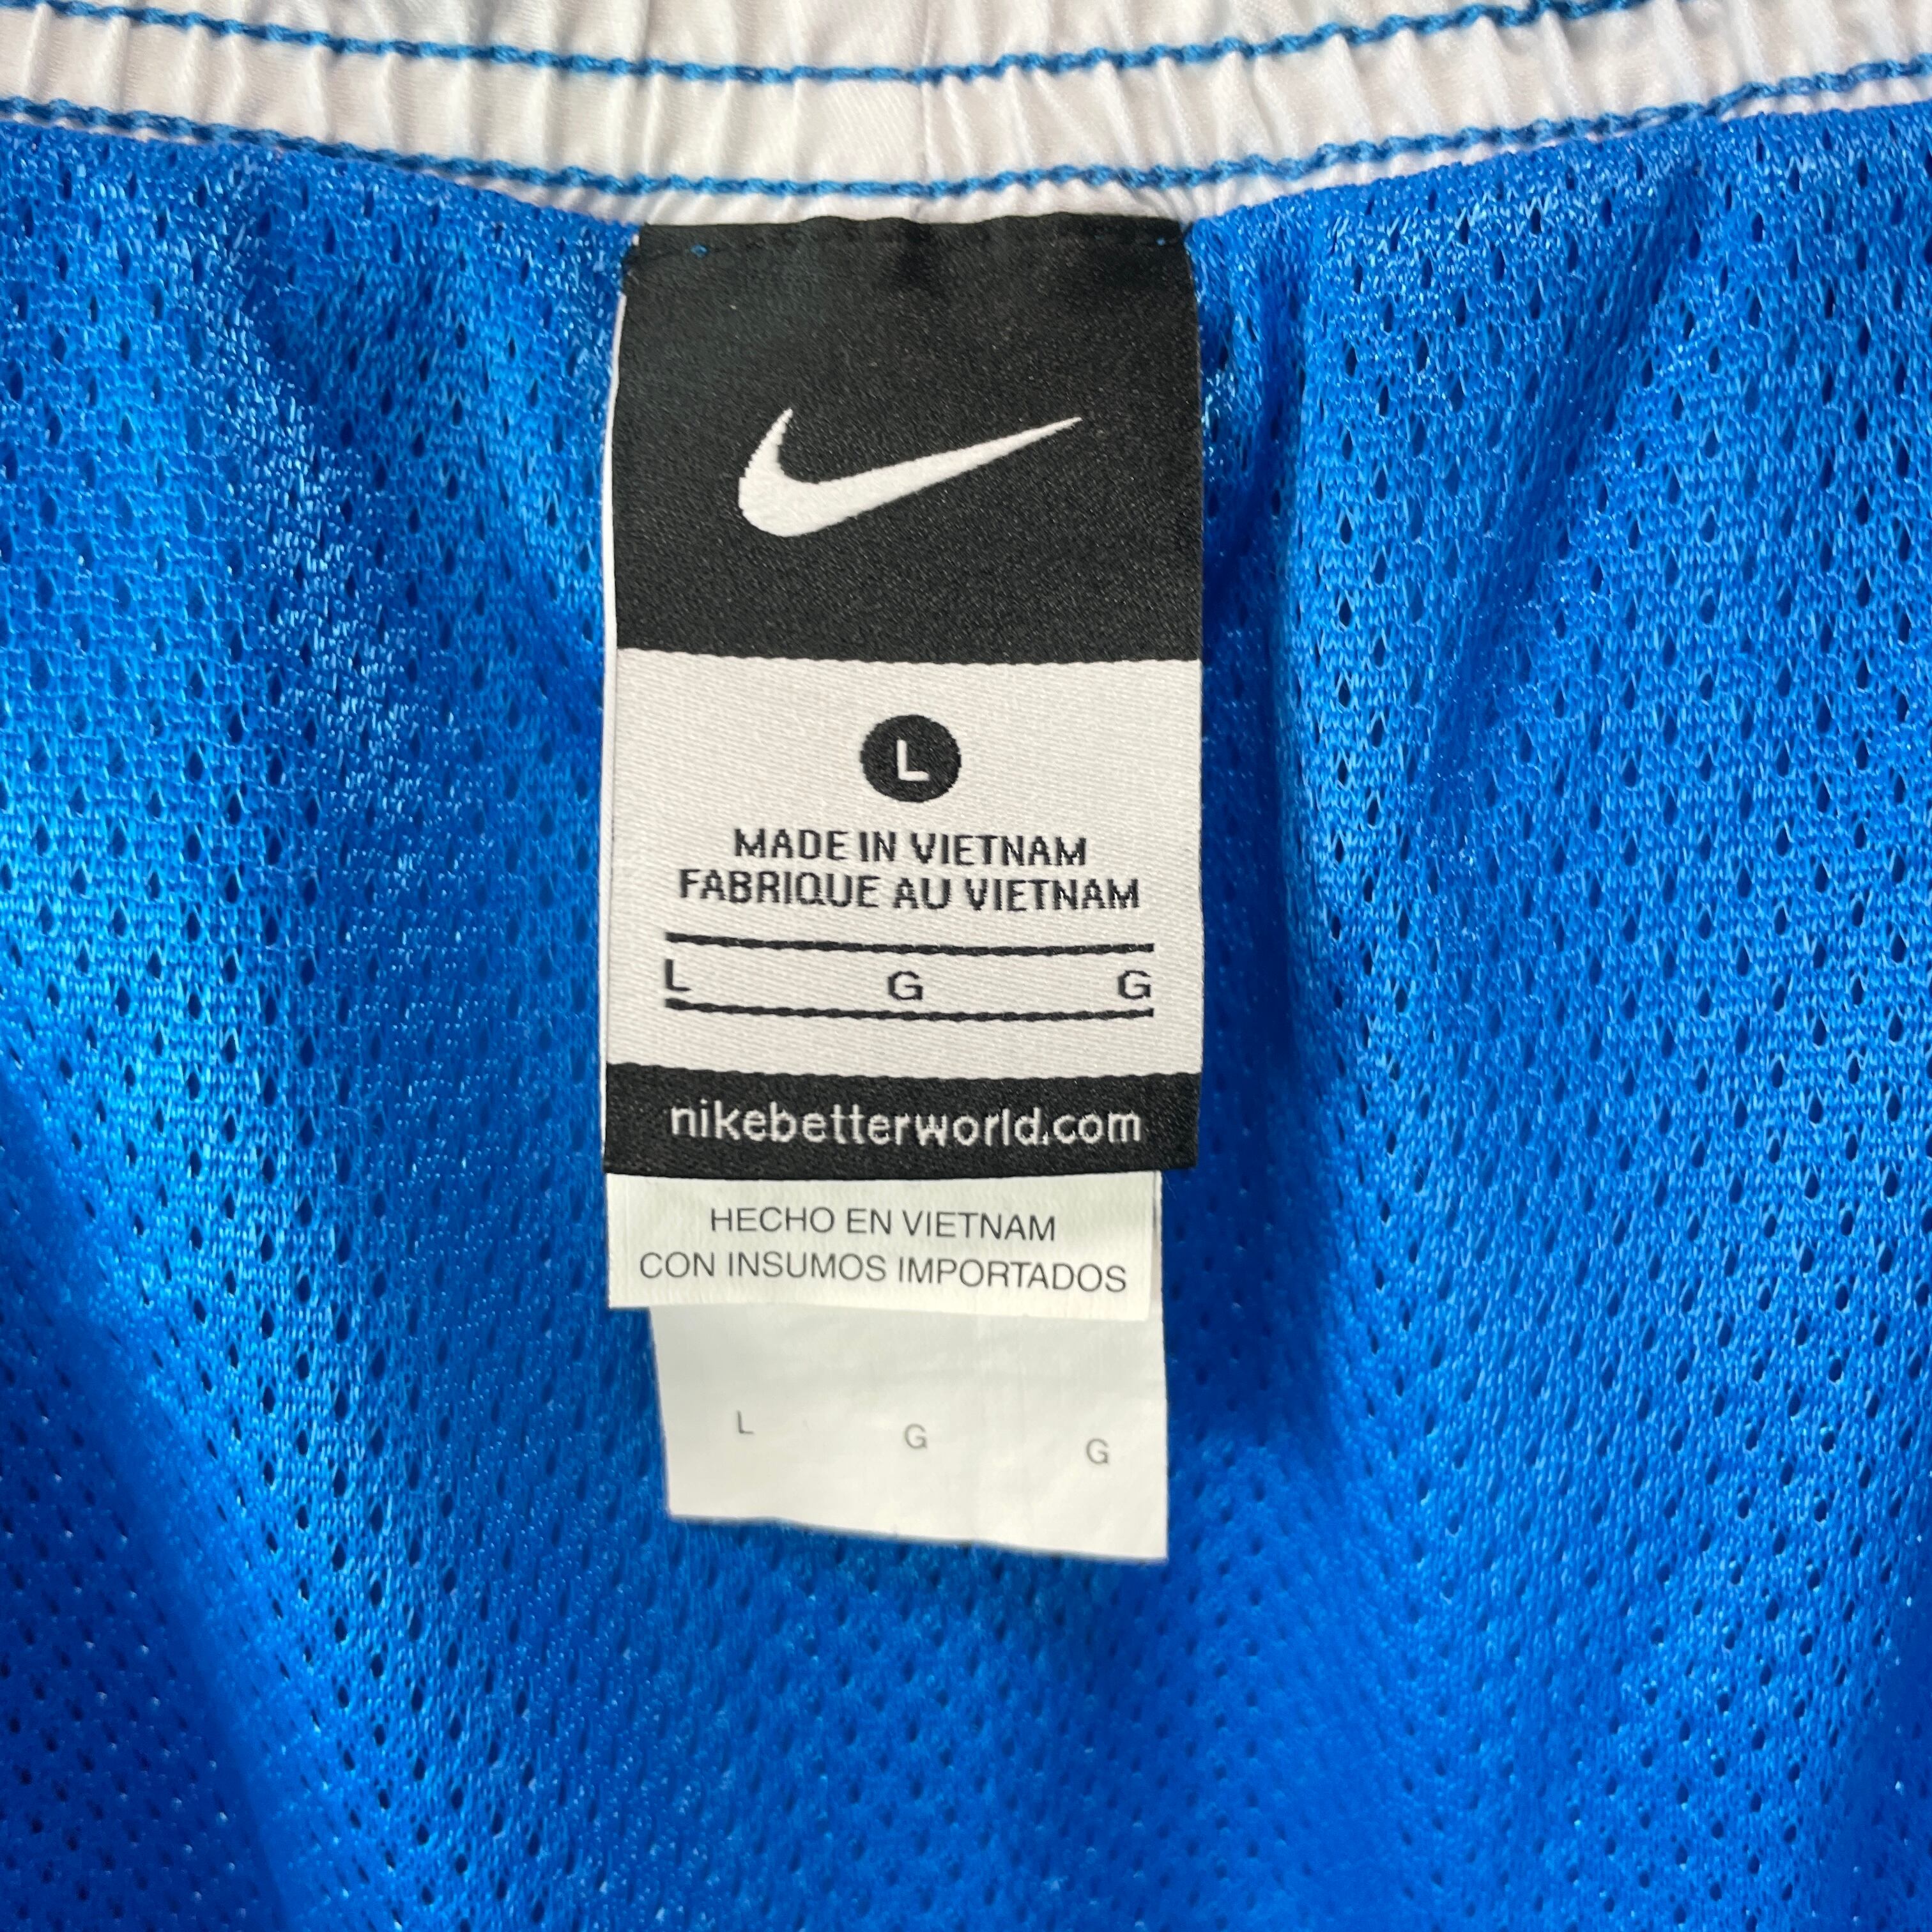 L
MADE IN VIETNAM
FABRIQUE AU VIETNAM
L G G
nikebetterworld.com
HECHO EN VIETNAM
CON INSUMOS IMPORTADOS
L G G